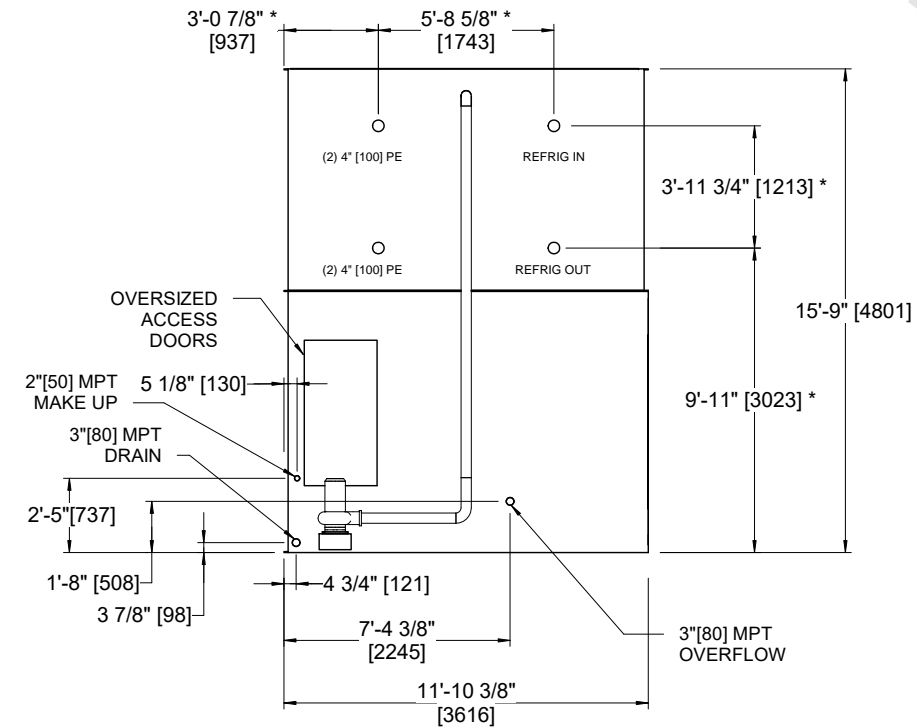 3'-0 7/8" *
[937]
5'-8 5/8" *
[1743]
(2) 4" [100] PE
REFRIG IN
3'-11 3/4" [1213] *
(2) 4" [100] PE
REFRIG OUT
OVERSIZED
ACCESS
DOORS
15'-9" [4801]
2"[50] MPT
MAKE UP
5 1/8" [130]
9'-11" [3023] *
3"[80] MPT
DRAIN
2'-5"[737]
1'-8" [508]
4 3/4" [121]
3 7/8" [98]
7'-4 3/8"
[2245]
3"[80] MPT
OVERFLOW
11'-10 3/8"
[3616]